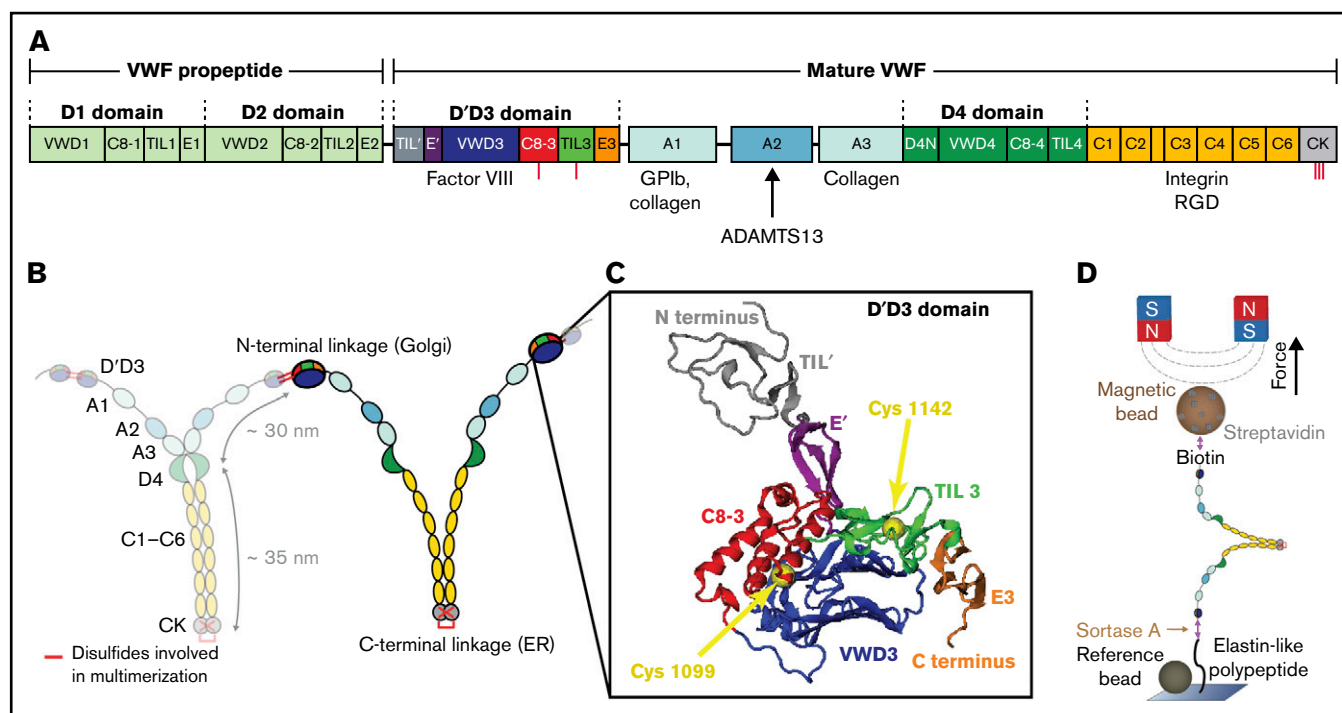 A
VWF propeptide
Mature VWF
D1 domain
D2 domain
D'D3 domain
D4 domain
VWD1 C8-1 TIL1 E1 VWD2 C8-2 TIL2 E2 TIL' E' VWD3 C8-3 TIL3 E3 A1 A2 A3 D4N VWD4 C8-4 TIL4 C1 C2 C3 C4 C5 C6 CK
Factor VIII
GPIb,
collagen
Collagen
Integrin
RGD
ADAMTS13
B
N-terminal linkage (Golgi)
D'D3
A1
A2
A3
D4
~ 30 nm
C1–C6
~ 35 nm
CK
Disulfides involved
in multimerization
C-terminal linkage (ER)
C
D'D3 domain
N terminus
TIL'
Cys 1142
E'
TIL 3
C8-3
E3
VWD3
C terminus
Cys 1099
D
S N
N S
Force
Magnetic
bead
Streptavidin
Biotin
Sortase A
Reference
bead
Elastin-like
polypeptide